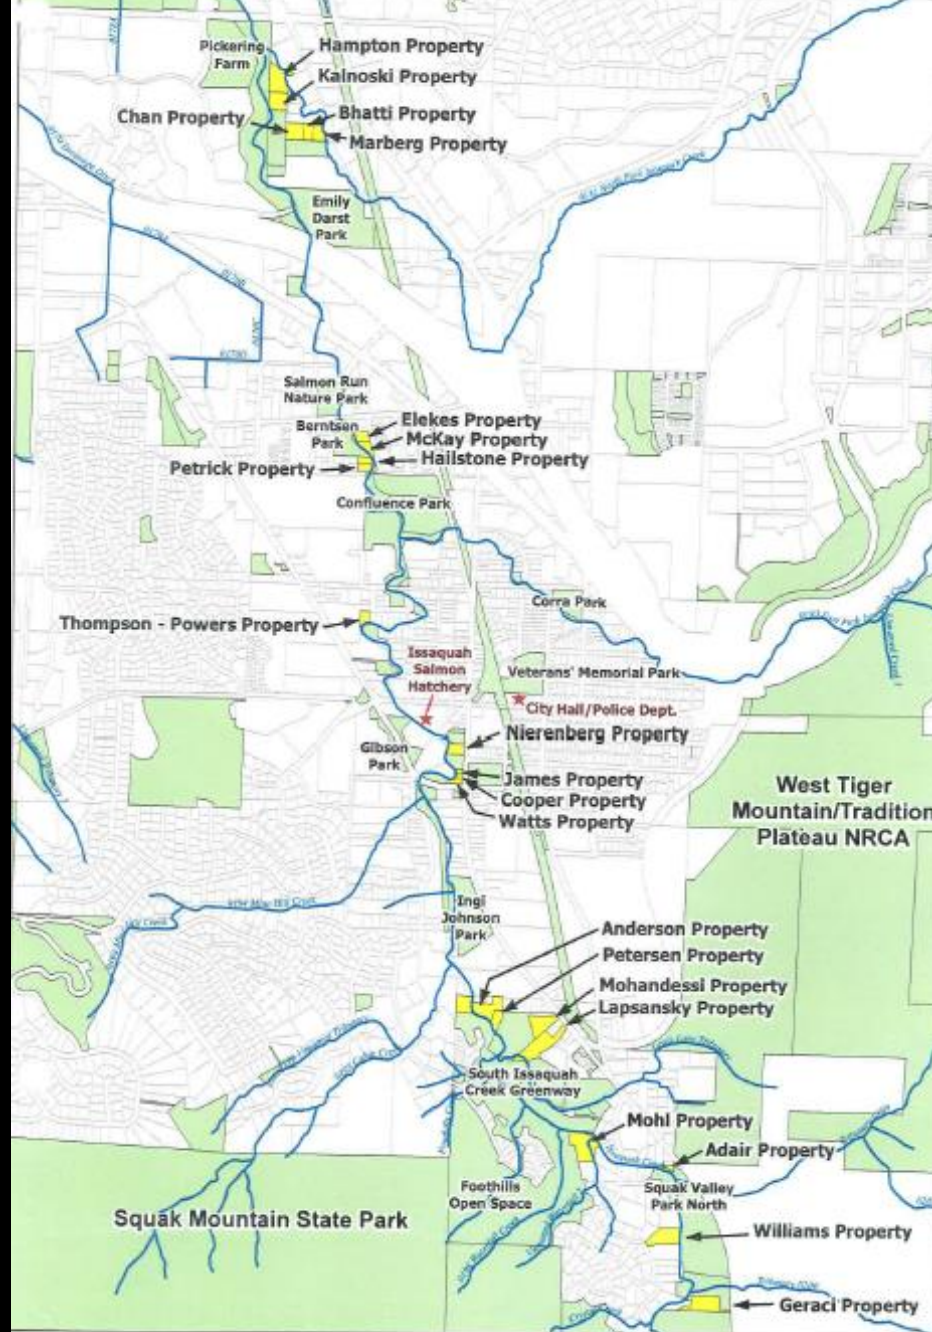 Pickering
Farm
Hampton Property
Kalnoski Property
Chan Property
Bhatti Property
Marberg Property
Emily
Darst
Park
Salmon Run
Nature Park
Berntsen
Park
Elekes Property
McKay Property
Hailstone Property
Petrick Property
Confluence Park
Corra Park
Thompson - Powers Property
Issaquah
Salmon
Hatchery
Veterans' Memorial Park
City Hall/Police Dept.
Nierenberg Property
Gibson
Park
James Property
Cooper Property
Watts Property
West Tiger
Mountain/Tradition
Plateau NRCA
Ingi
Johnson
Park
Anderson Property
Petersen Property
Mohandessi Property
Lapsansky Property
South Issaquah
Creek Greenway
Mohl Property
Adair Property
Foothills
Open Space
Squak Valley
Park North
Squak Mountain State Park
Williams Property
Geraci Property